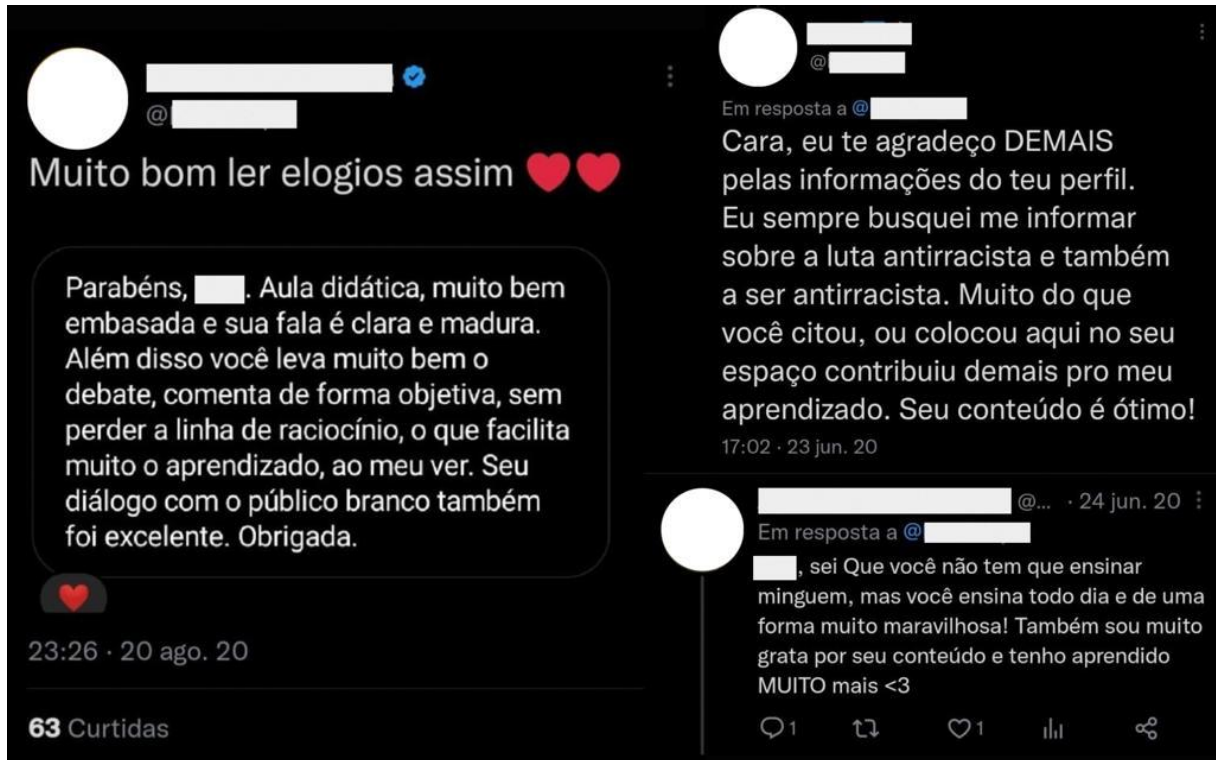 @
Muito bom ler elogios assim ❤❤
Parabéns, . Aula didática, muito bem
embasada e sua fala é clara e madura.
Além disso você leva muito bem o
debate, comenta de forma objetiva, sem
perder a linha de raciocínio, o que facilita
muito o aprendizado, ao meu ver. Seu
diálogo com o público branco também
foi excelente. Obrigada.
❤
23:26 · 20 ago. 20
63 Curtidas
@
Em resposta a @
Cara, eu te agradeço DEMAIS
pelas informações do teu perfil.
Eu sempre busquei me informar
sobre a luta antirracista e também
a ser antirracista. Muito do que
você citou, ou colocou aqui no seu
espaço contribuiu demais pro meu
aprendizado. Seu conteúdo é ótimo!
17:02 · 23 jun. 20
@... · 24 jun. 20
Em resposta a @
, sei Que você não tem que ensinar
minguem, mas você ensina todo dia e de uma
forma muito maravilhosa! Também sou muito
grata por seu conteúdo e tenho aprendido
MUITO mais <3
1 1